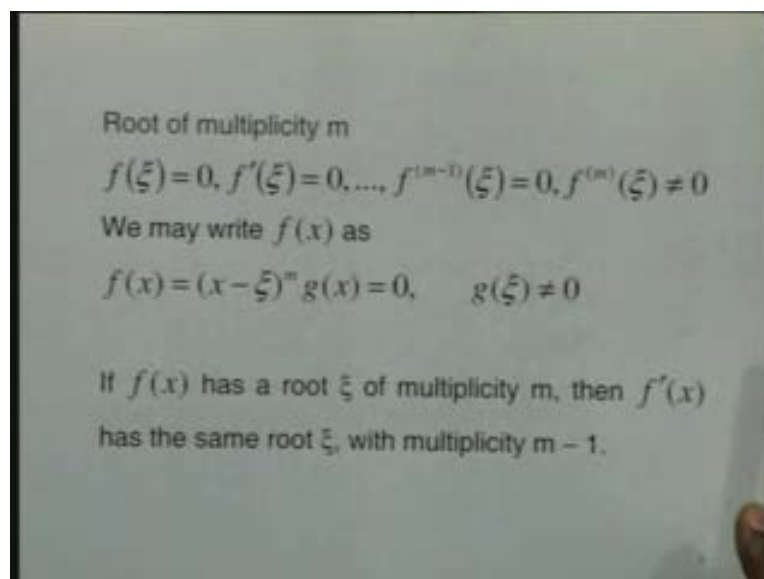 Root of multiplicity m
f(ξ) = 0, f′(ξ) = 0, ..., f⁽ᵐ⁻¹⁾(ξ) = 0, f⁽ᵐ⁾(ξ) ≠ 0
We may write f(x) as
f(x) = (x − ξ)ᵐ g(x) = 0, g(ξ) ≠ 0
If f(x) has a root ξ of multiplicity m, then f′(x)
has the same root ξ, with multiplicity m – 1.